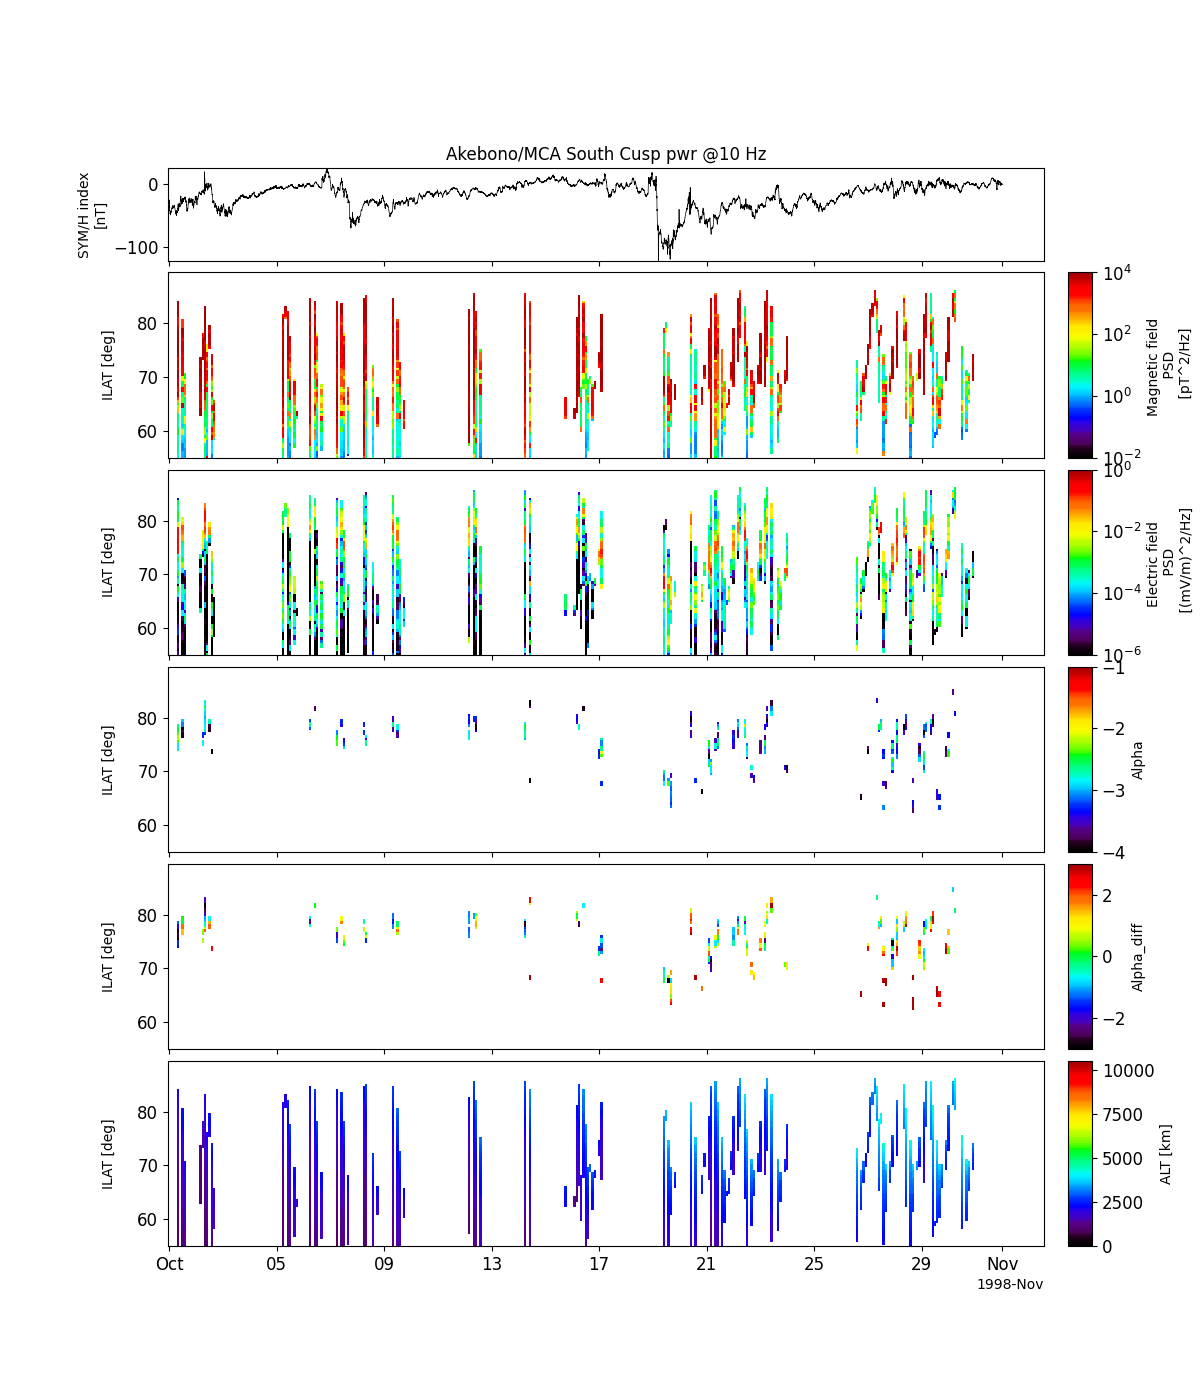 Akebono/MCA South Cusp pwr @10 Hz
SYM/H index
[nT]
0
−100
ILAT [deg]
80
70
60
10^4
10^2
10^0
10^−2
Magnetic field
PSD
[pT^2/Hz]
ILAT [deg]
80
70
60
10^0
10^−2
10^−4
10^−6
Electric field
PSD
[(mV/m)^2/Hz]
ILAT [deg]
80
70
60
−1
−2
−3
−4
Alpha
ILAT [deg]
80
70
60
2
0
−2
Alpha_diff
ILAT [deg]
80
70
60
10000
7500
5000
2500
0
ALT [km]
Oct 05 09 13 17 21 25 29 Nov
1998-Nov